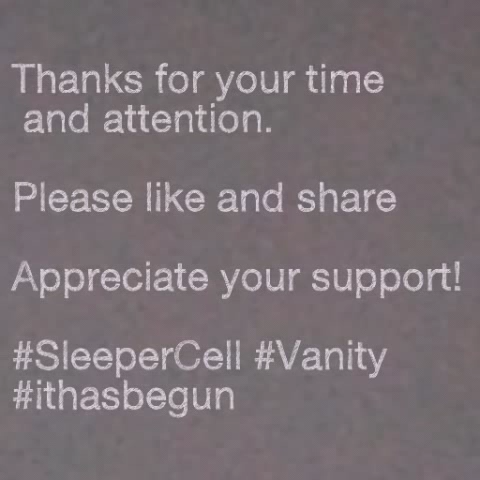 Thanks for your time
and attention.
Please like and share
Appreciate your support!
#SleeperCell #Vanity
#ithasbegun